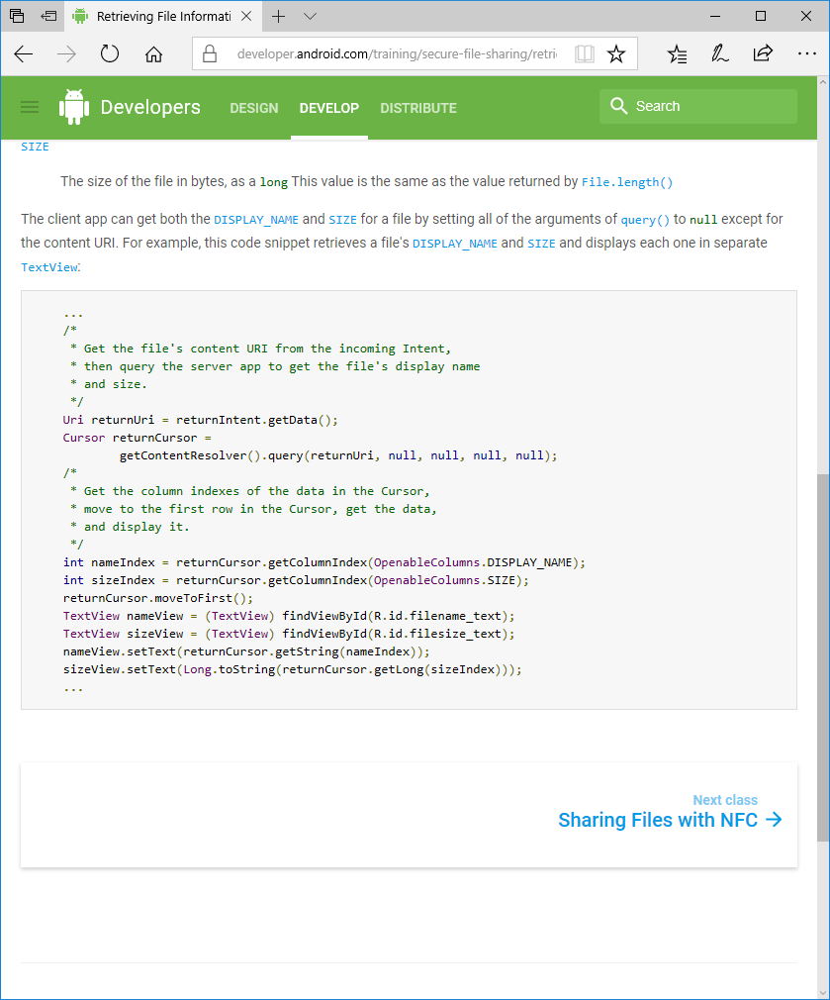 Retrieving File Informati
developer.android.com/training/secure-file-sharing/retri
Developers DESIGN DEVELOP DISTRIBUTE Search
SIZE
The size of the file in bytes, as a long This value is the same as the value returned by File.length()
The client app can get both the DISPLAY_NAME and SIZE for a file by setting all of the arguments of query() to null except for
the content URI. For example, this code snippet retrieves a file's DISPLAY_NAME and SIZE and displays each one in separate
TextView:
...
/*
* Get the file's content URI from the incoming Intent,
* then query the server app to get the file's display name
* and size.
*/
Uri returnUri = returnIntent.getData();
Cursor returnCursor =
getContentResolver().query(returnUri, null, null, null, null);
/*
* Get the column indexes of the data in the Cursor,
* move to the first row in the Cursor, get the data,
* and display it.
*/
int nameIndex = returnCursor.getColumnIndex(OpenableColumns.DISPLAY_NAME);
int sizeIndex = returnCursor.getColumnIndex(OpenableColumns.SIZE);
returnCursor.moveToFirst();
TextView nameView = (TextView) findViewById(R.id.filename_text);
TextView sizeView = (TextView) findViewById(R.id.filesize_text);
nameView.setText(returnCursor.getString(nameIndex));
sizeView.setText(Long.toString(returnCursor.getLong(sizeIndex)));
...
Next class
Sharing Files with NFC